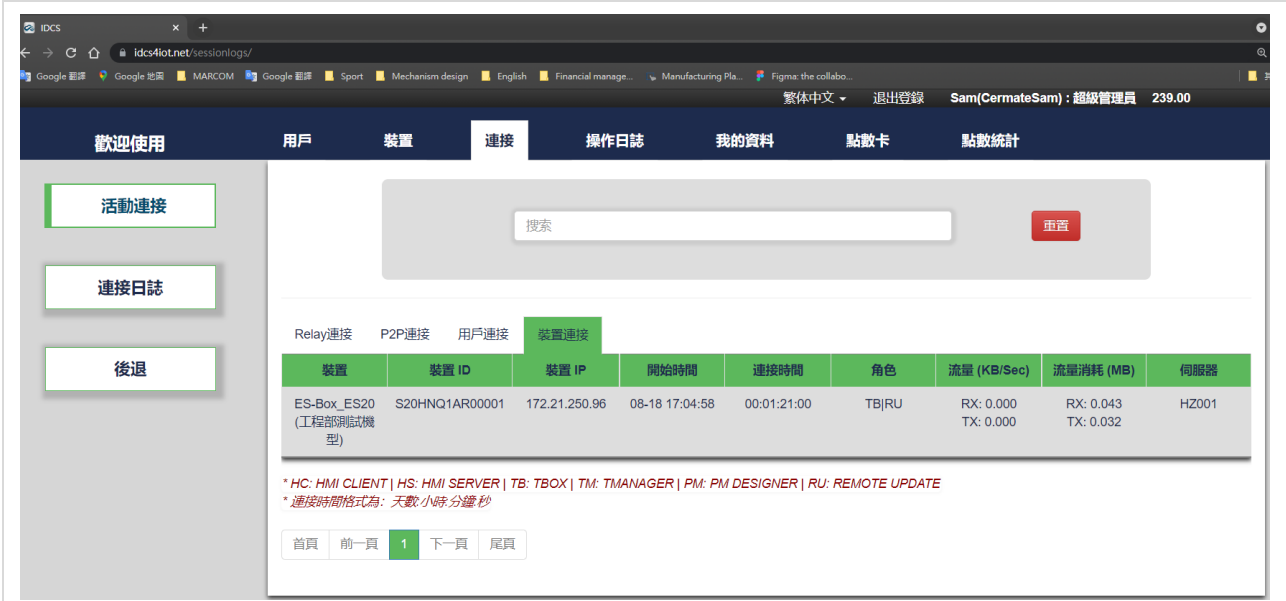 IDCS
idcs4iot.net/sessionlogs/
Google 翻譯 Google 地圖 MARCOM Google 翻譯 Sport Mechanism design English Financial manage... Manufacturing Pla... Figma: the collabo...
繁体中文 退出登錄 Sam(CermateSam) : 超級管理員 239.00
歡迎使用 用戶 裝置 連接 操作日誌 我的資料 點數卡 點數統計
活動連接
搜索 重置
連接日誌
Relay連接 P2P連接 用戶連接 裝置連接
後退
裝置 裝置 ID 裝置 IP 開始時間 連接時間 角色 流量 (KB/Sec) 流量消耗 (MB) 伺服器
ES-Box_ES20 S20HNQ1AR00001 172.21.250.96 08-18 17:04:58 00:01:21:00 TB|RU RX: 0.000 RX: 0.043 HZ001
(工程部測試機 TX: 0.000 TX: 0.032
型)
* HC: HMI CLIENT | HS: HMI SERVER | TB: TBOX | TM: TMANAGER | PM: PM DESIGNER | RU: REMOTE UPDATE
* 連接時間格式為：天數:小時:分鐘:秒
首頁 前一頁 1 下一頁 尾頁